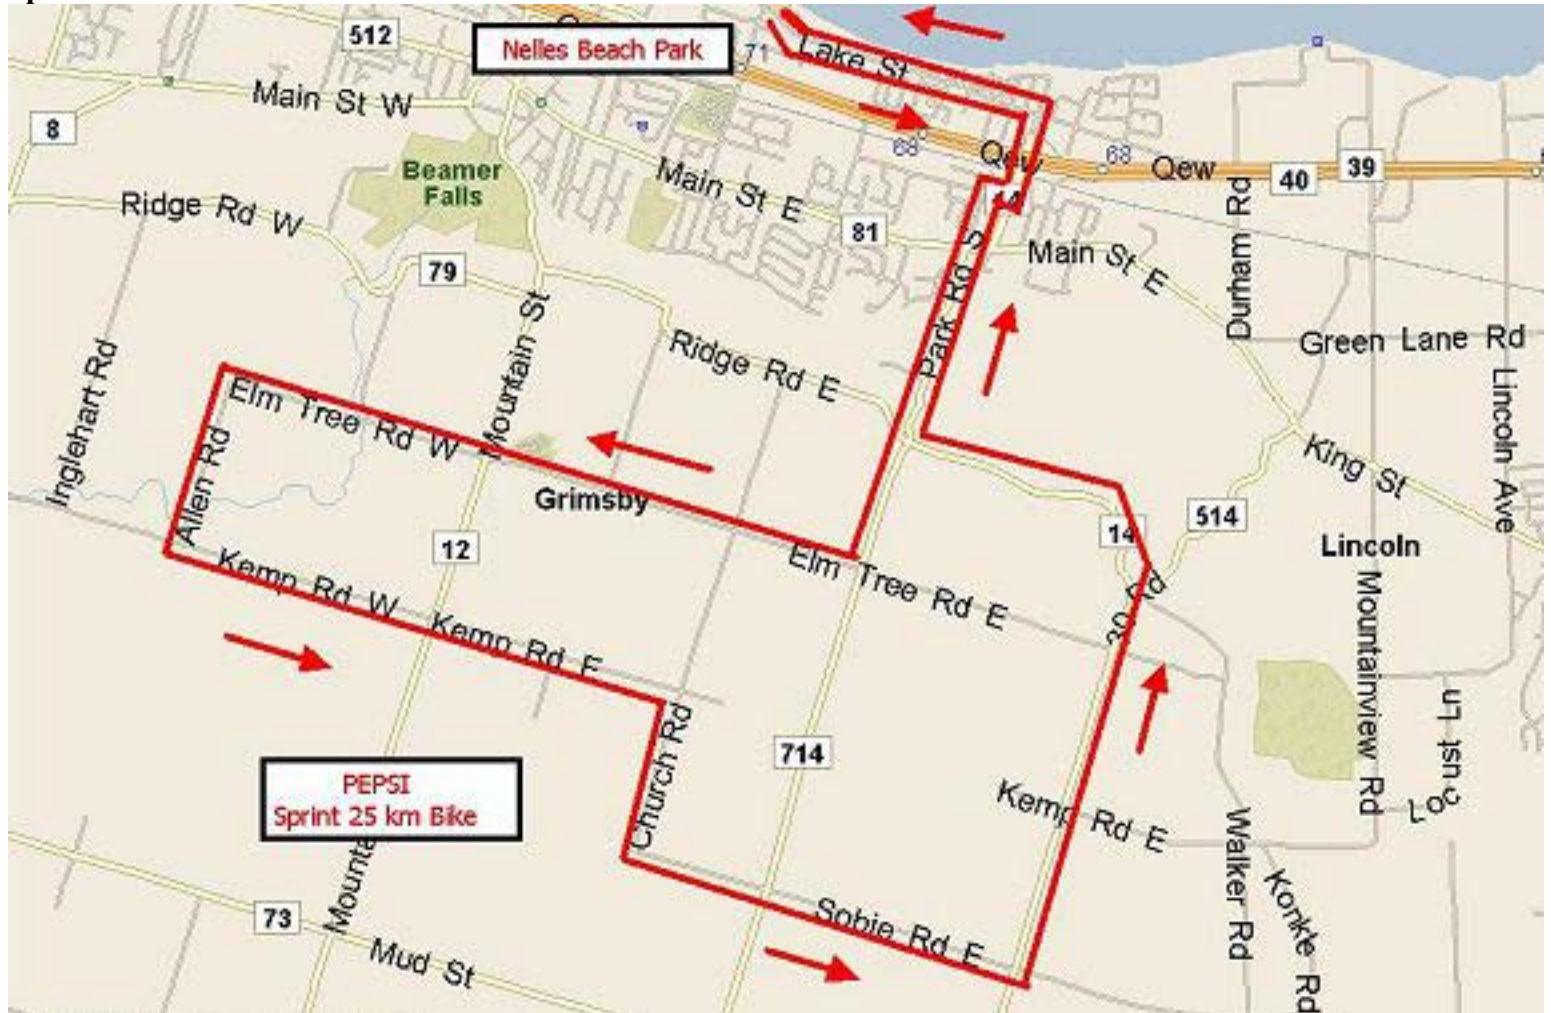 512
Nelles Beach Park
71
Lake St
Main St W
8
68
Qew
68
Qew
40
39
Beamer
Falls
Main St E
Ridge Rd W
81
Main St E
Dunham Rd
79
Park Rd S
Green Lane Rd
Mountain St
Ridge Rd E
Inglehart Rd
Lincoln Ave
Elm Tree Rd W
Allen Rd
King St
Grimsby
14
514
12
Lincoln
Elm Tree Rd E
Kemp Rd W
Kemp Rd E
30 Rd
Mountainview Rd
Church Rd
714
Locust Ln
PEPSI
Sprint 25 km Bike
Kemp Rd E
Walker Rd
Konkle Rd
Mounta
73
Sobie Rd E
Mud St